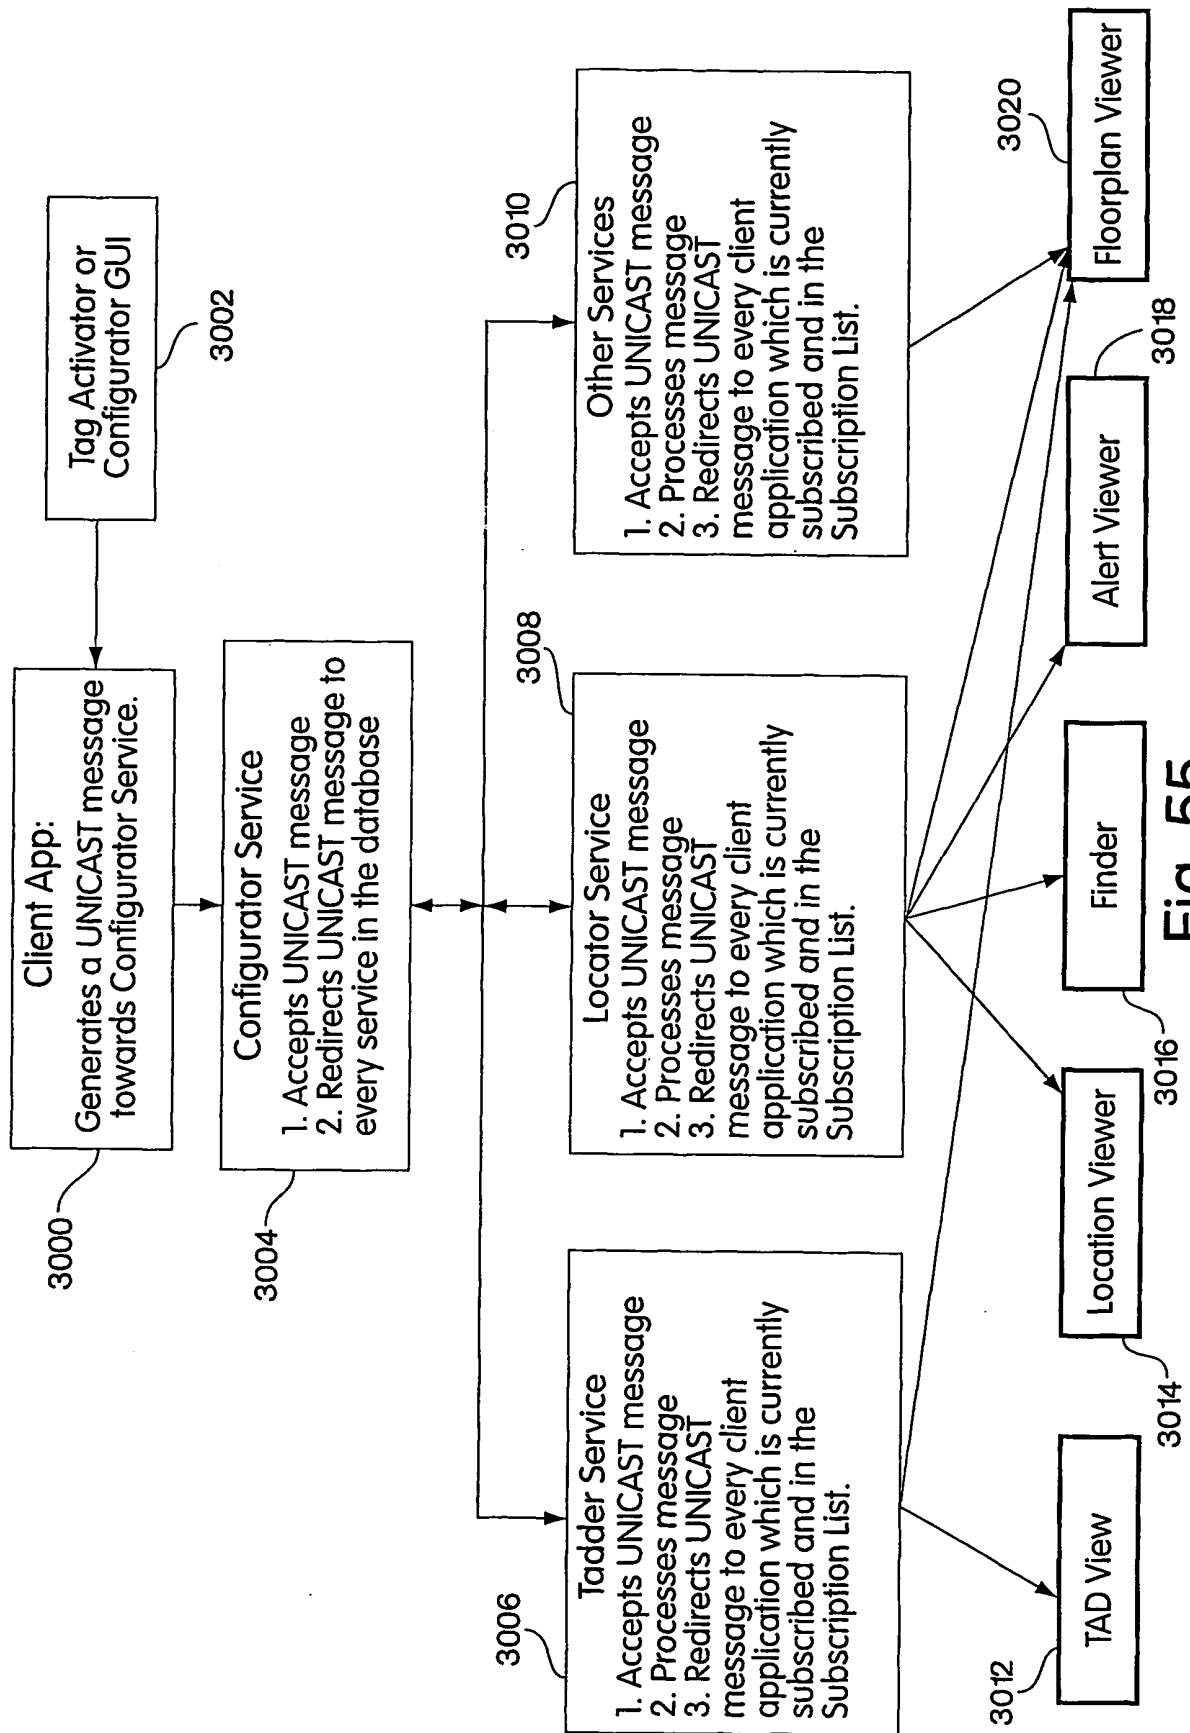 Client App:
Generates a UNICAST message
towards Configurator Service.
3000
Tag Activator or
Configurator GUI
3002
Configurator Service
1. Accepts UNICAST message
2. Redirects UNICAST message to
every service in the database
3004
Tadder Service
1. Accepts UNICAST message
2. Processes message
3. Redirects UNICAST
message to every client
application which is currently
subscribed and in the
Subscription List.
3006
Locator Service
1. Accepts UNICAST message
2. Processes message
3. Redirects UNICAST
message to every client
application which is currently
subscribed and in the
Subscription List.
3008
Other Services
1. Accepts UNICAST message
2. Processes message
3. Redirects UNICAST
message to every client
application which is currently
subscribed and in the
Subscription List.
3010
TAD View
3012
Location Viewer
3014
Finder
3016
Alert Viewer
3018
Floorplan Viewer
3020
Fig. 55